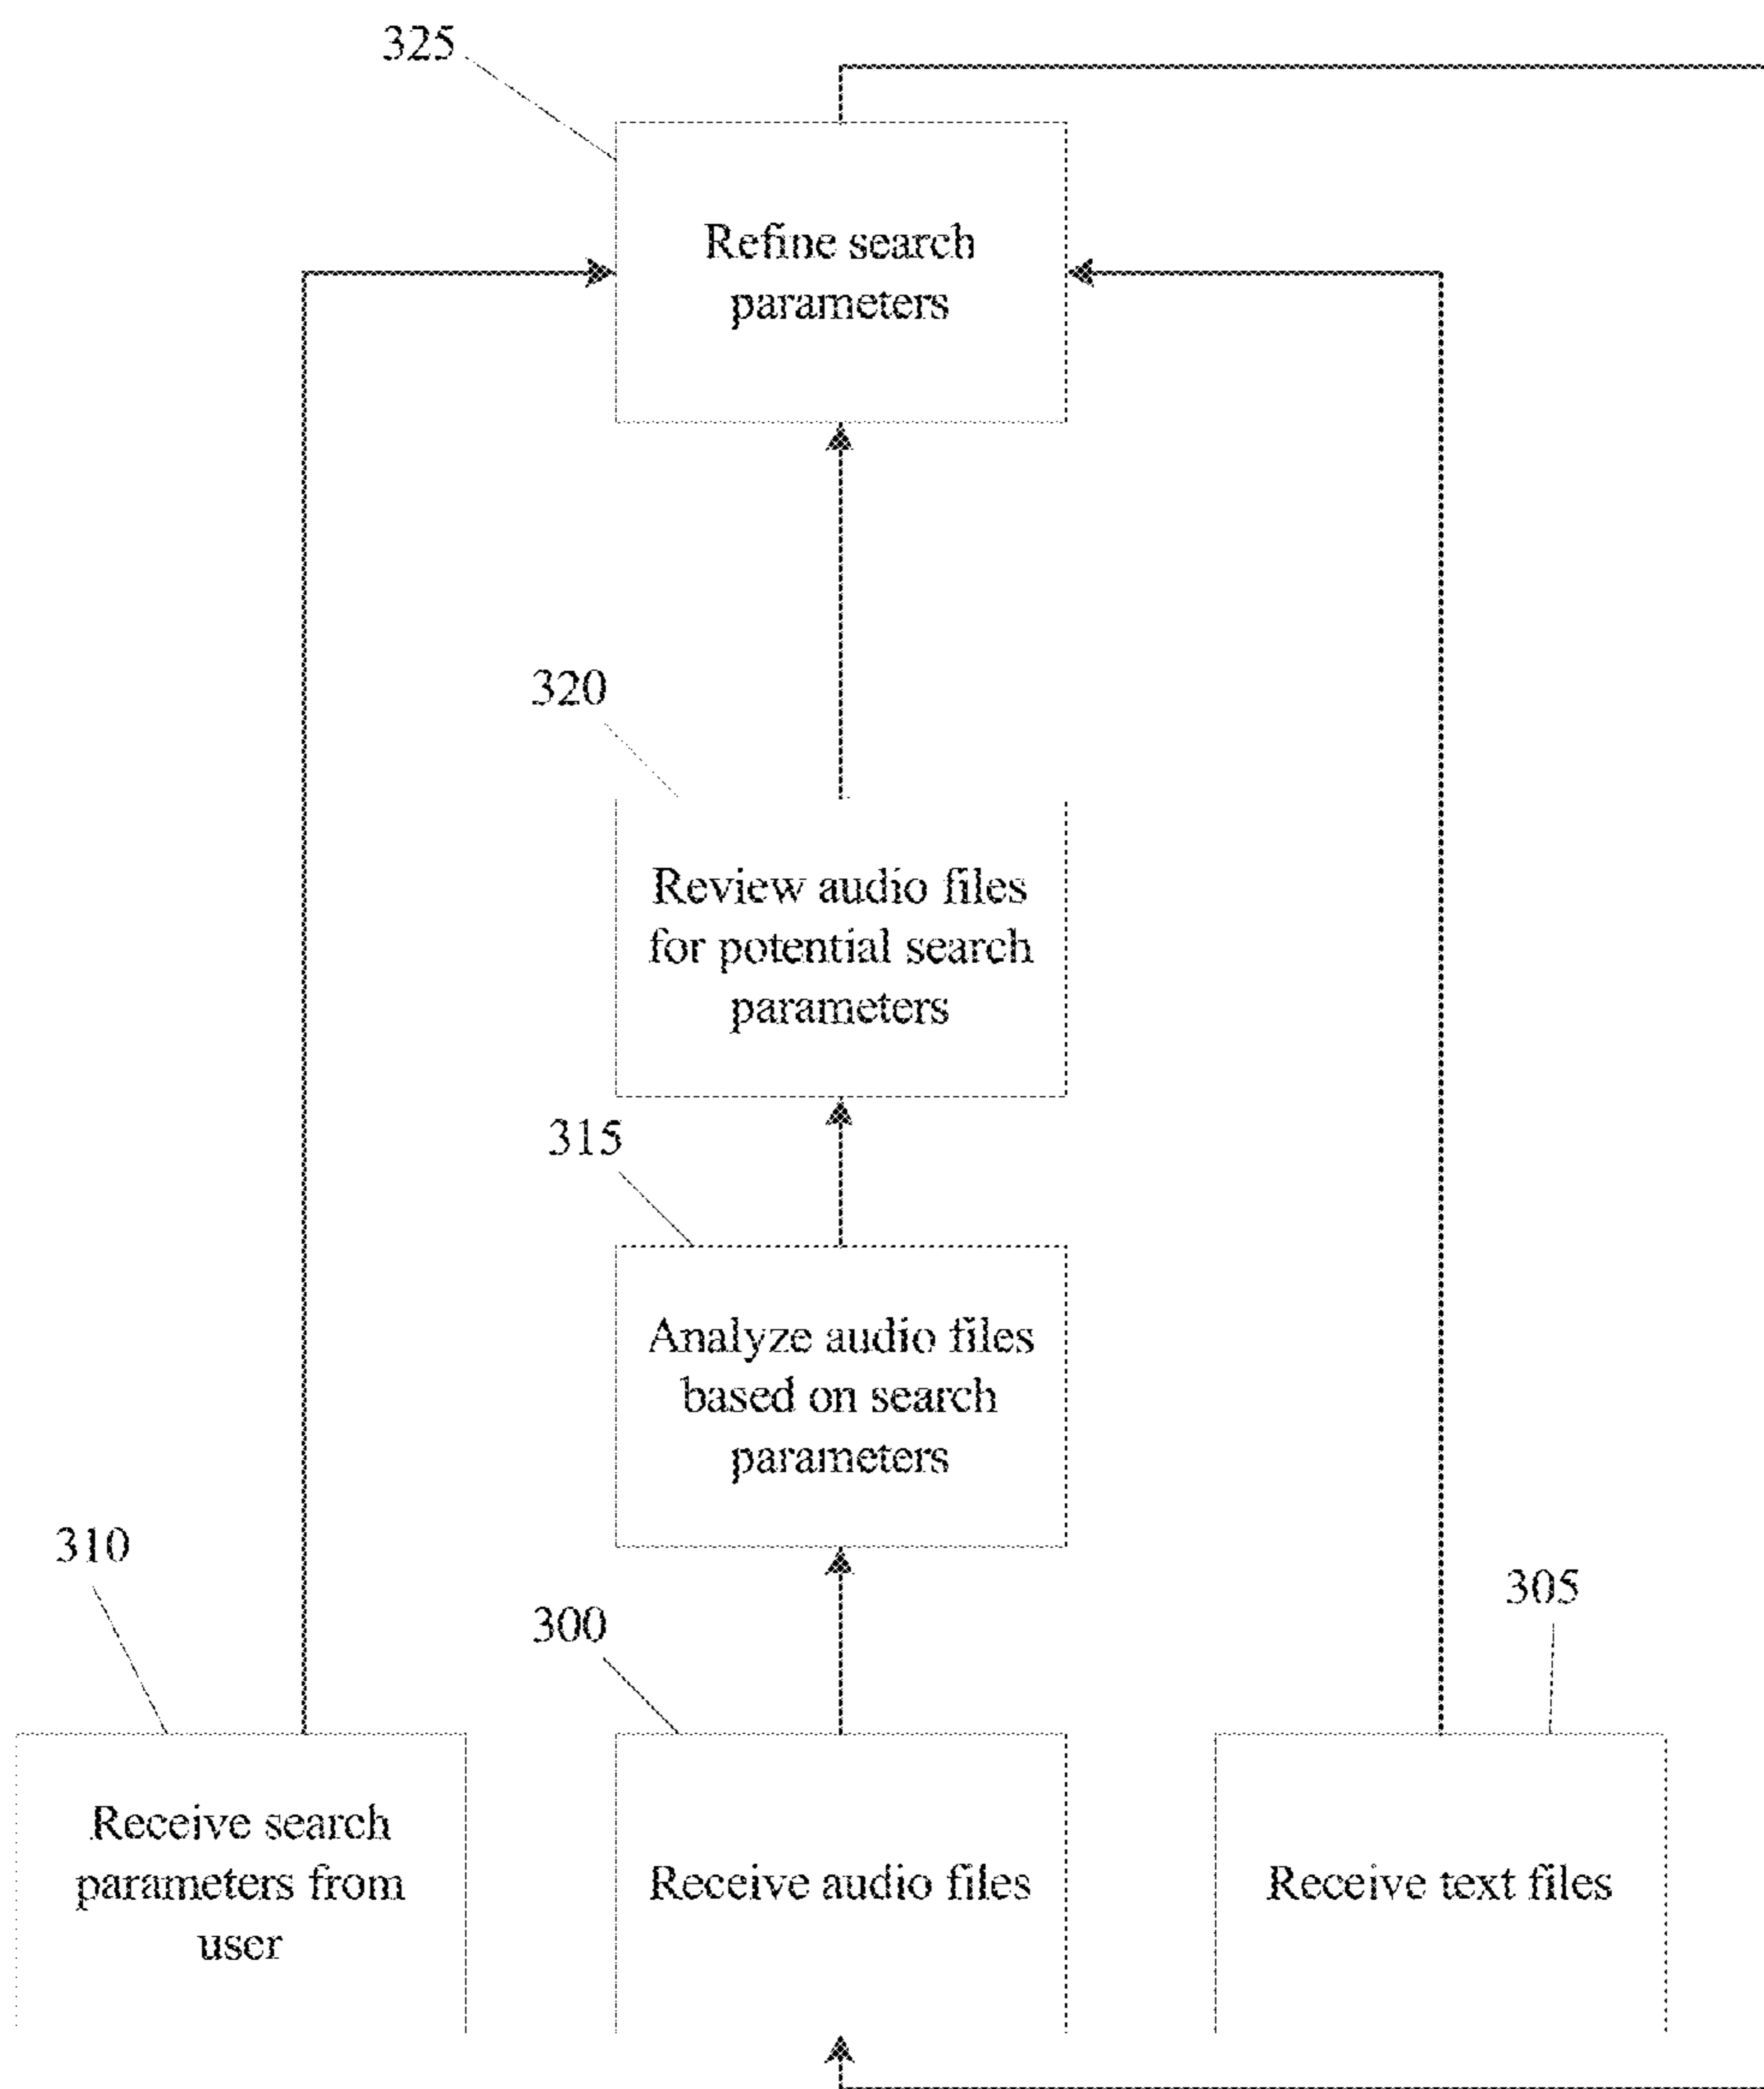 325
Refine search
parameters
320
Review audio files
for potential search
parameters
315
Analyze audio files
based on search
parameters
310
300
305
Receive search
parameters from
user
Receive audio files
Receive text files